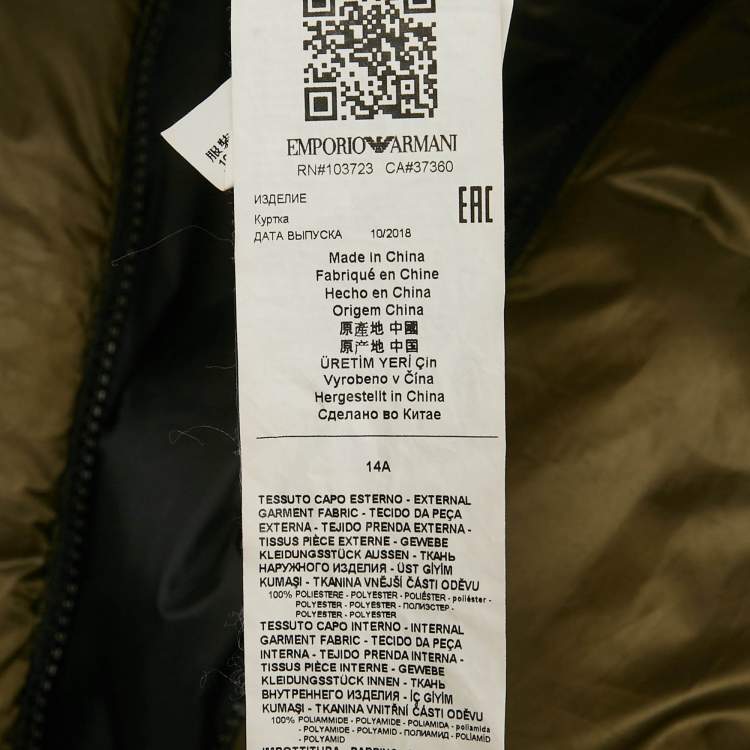 服裝
EMPORIO ARMANI
RN#103723 CA#37360
ИЗДЕЛИЕ
Куртка
EAC
ДАТА ВЫПУСКА 10/2018
Made in China
Fabriqué en Chine
Hecho en China
Origem China
原產地 中國
原产地 中国
ÜRETİM YERİ Çin
Vyrobeno v Čína
Hergestellt in China
Сделано во Китае
14A
TESSUTO CAPO ESTERNO - EXTERNAL
GARMENT FABRIC - TECIDO DA PEÇA
EXTERNA - TEJIDO PRENDA EXTERNA -
TISSUS PIÈCE EXTERNE - GEWEBE
KLEIDUNGSSTÜCK AUSSEN - ТКАНЬ
НАРУЖНОГО ИЗДЕЛИЯ - ÜST GİYİM
KUMAŞI - TKANINA VNĚJŠÍ ČÁSTI ODĚVU
100% POLIESTERE - POLYESTER - POLIÉSTER - poliéster -
POLYESTER - POLYESTER - ПОЛИЭСТЕР -
POLYESTER - POLYESTER
TESSUTO CAPO INTERNO - INTERNAL
GARMENT FABRIC - TECIDO DA PEÇA
INTERNA - TEJIDO PRENDA INTERNA -
TISSUS PIÈCE INTERNE - GEWEBE
KLEIDUNGSSTÜCK INNEN - ТКАНЬ
ВНУТРЕННЕГО ИЗДЕЛИЯ - İÇ GİYİM
KUMAŞI - TKANINA VNITŘNÍ ČÁSTI ODĚVU
100% POLIAMMIDE - POLYAMIDE - POLIAMIDA - poliamida
- POLYAMIDE - POLYAMID - ПОЛИАМИД - POLİAMİD
- POLYAMID